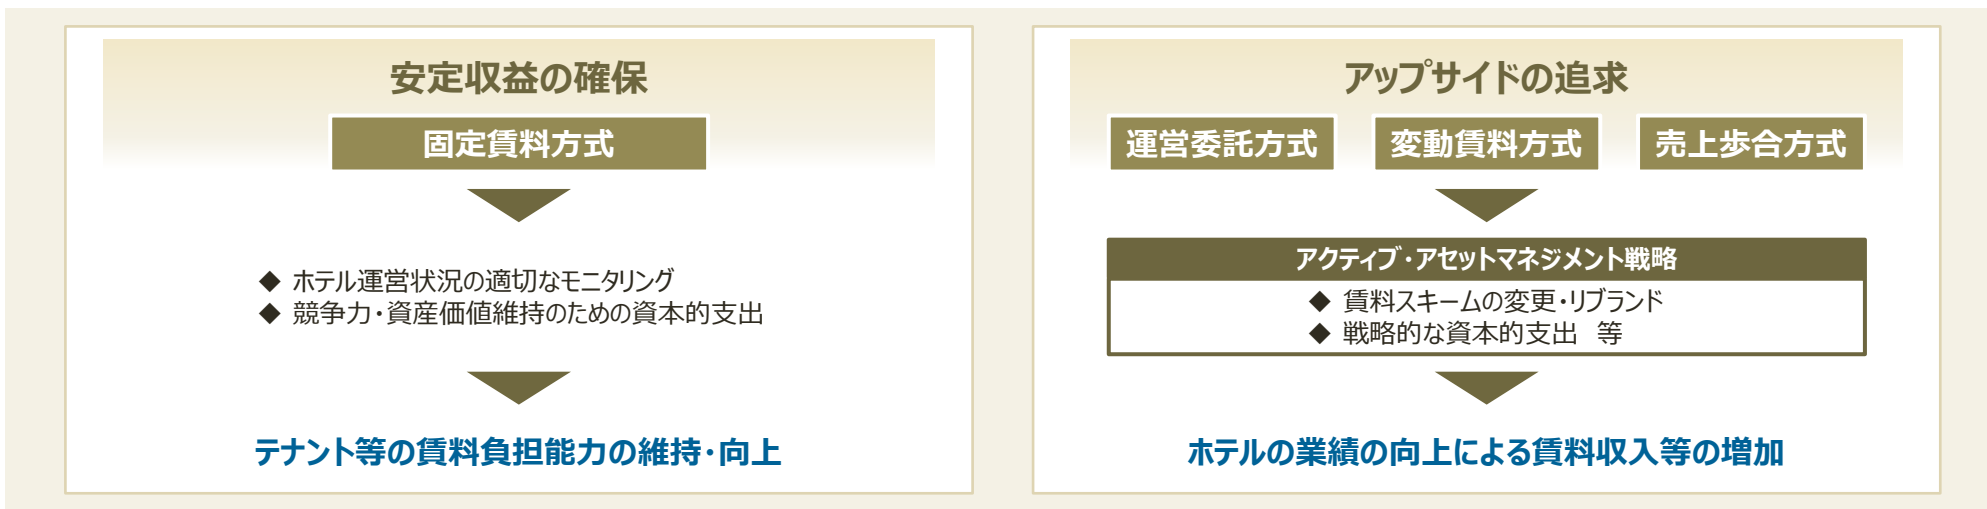 安定収益の確保
固定賃料方式
◆ ホテル運営状況の適切なモニタリング
◆ 競争力・資産価値維持のための資本的支出
テナント等の賃料負担能力の維持・向上
アップサイドの追求
運営委託方式 変動賃料方式 売上歩合方式
アクティブ・アセットマネジメント戦略
◆ 賃料スキームの変更・リブランド
◆ 戦略的な資本的支出 等
ホテルの業績の向上による賃料収入等の増加